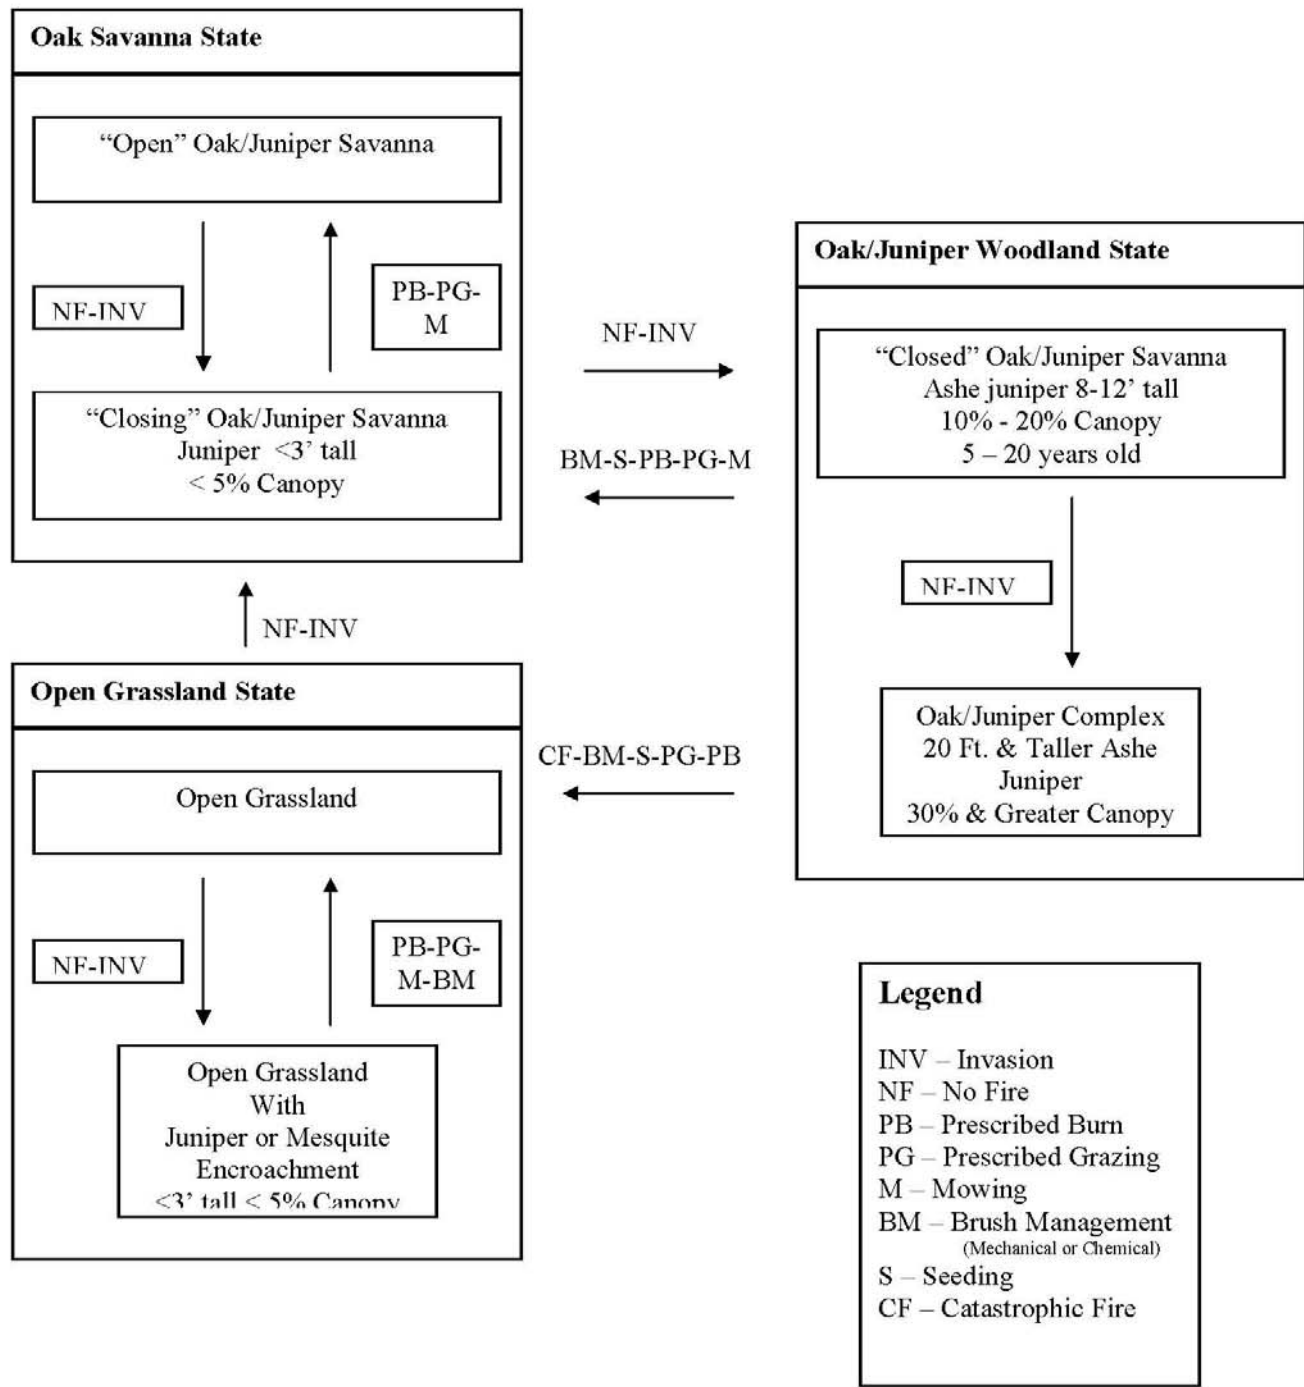 Oak Savanna State
“Open” Oak/Juniper Savanna
NF-INV
PB-PG-
M
“Closing” Oak/Juniper Savanna
Juniper <3’ tall
< 5% Canopy
NF-INV
BM-S-PB-PG-M
Oak/Juniper Woodland State
“Closed” Oak/Juniper Savanna
Ashe juniper 8-12’ tall
10% - 20% Canopy
5 – 20 years old
NF-INV
Oak/Juniper Complex
20 Ft. & Taller Ashe
Juniper
30% & Greater Canopy
NF-INV
Open Grassland State
Open Grassland
NF-INV
PB-PG-
M-BM
Open Grassland
With
Juniper or Mesquite
Encroachment
<3’ tall < 5% Canopy
CF-BM-S-PG-PB
Legend
INV – Invasion
NF – No Fire
PB – Prescribed Burn
PG – Prescribed Grazing
M – Mowing
BM – Brush Management
(Mechanical or Chemical)
S – Seeding
CF – Catastrophic Fire